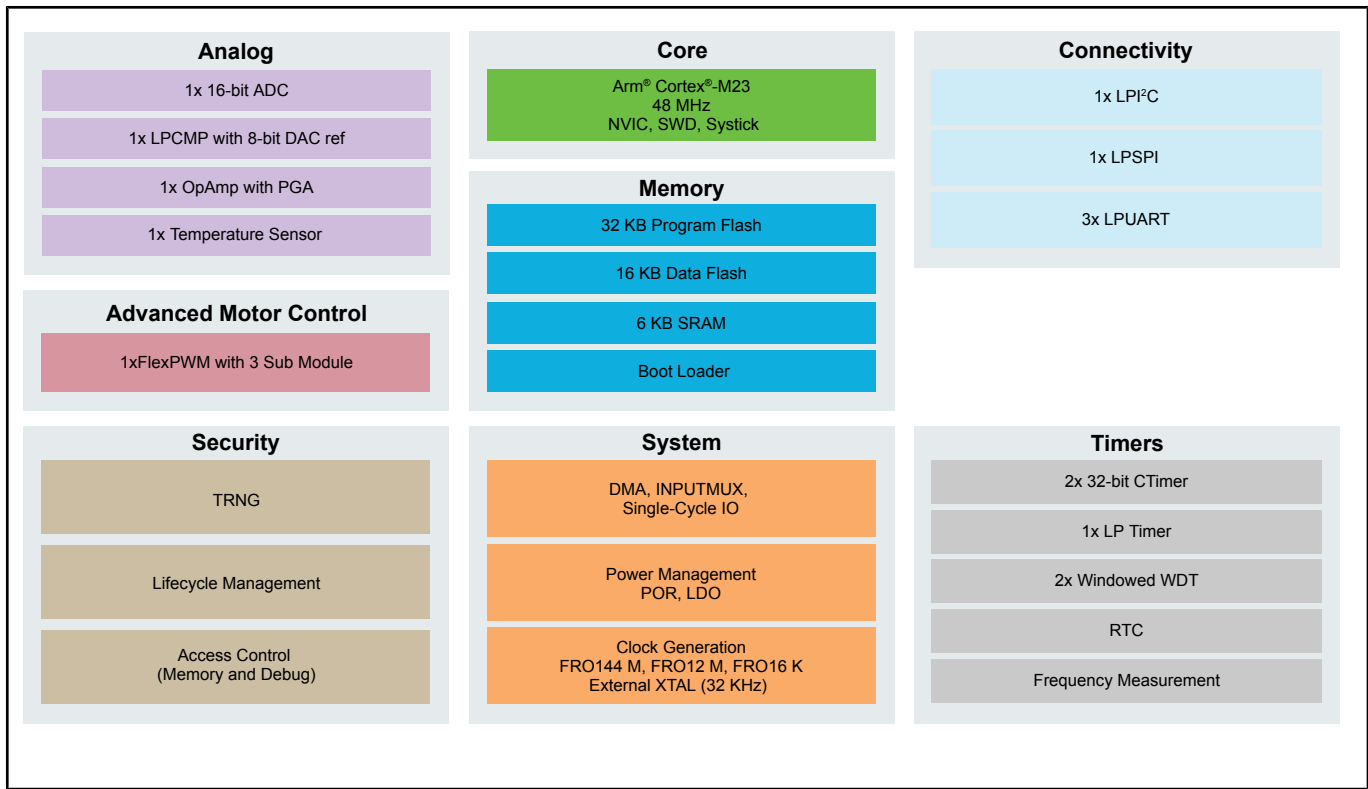 Analog
1x 16-bit ADC
1x LPCMP with 8-bit DAC ref
1x OpAmp with PGA
1x Temperature Sensor
Advanced Motor Control
1xFlexPWM with 3 Sub Module
Security
TRNG
Lifecycle Management
Access Control
(Memory and Debug)
Core
Arm® Cortex®-M23
48 MHz
NVIC, SWD, Systick
Memory
32 KB Program Flash
16 KB Data Flash
6 KB SRAM
Boot Loader
System
DMA, INPUTMUX,
Single-Cycle IO
Power Management
POR, LDO
Clock Generation
FRO144 M, FRO12 M, FRO16 K
External XTAL (32 KHz)
Connectivity
1x LPI²C
1x LPSPI
3x LPUART
Timers
2x 32-bit CTimer
1x LP Timer
2x Windowed WDT
RTC
Frequency Measurement